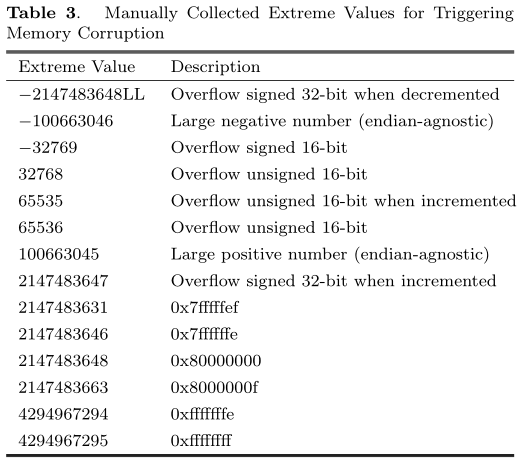 Table 3. Manually Collected Extreme Values for Triggering
Memory Corruption
Extreme Value Description
−2147483648LL Overflow signed 32-bit when decremented
−100663046 Large negative number (endian-agnostic)
−32769 Overflow signed 16-bit
32768 Overflow unsigned 16-bit
65535 Overflow unsigned 16-bit when incremented
65536 Overflow unsigned 16-bit
100663045 Large positive number (endian-agnostic)
2147483647 Overflow signed 32-bit when incremented
2147483631 0x7fffffef
2147483646 0x7ffffffe
2147483648 0x80000000
2147483663 0x8000000f
4294967294 0xfffffffe
4294967295 0xffffffff